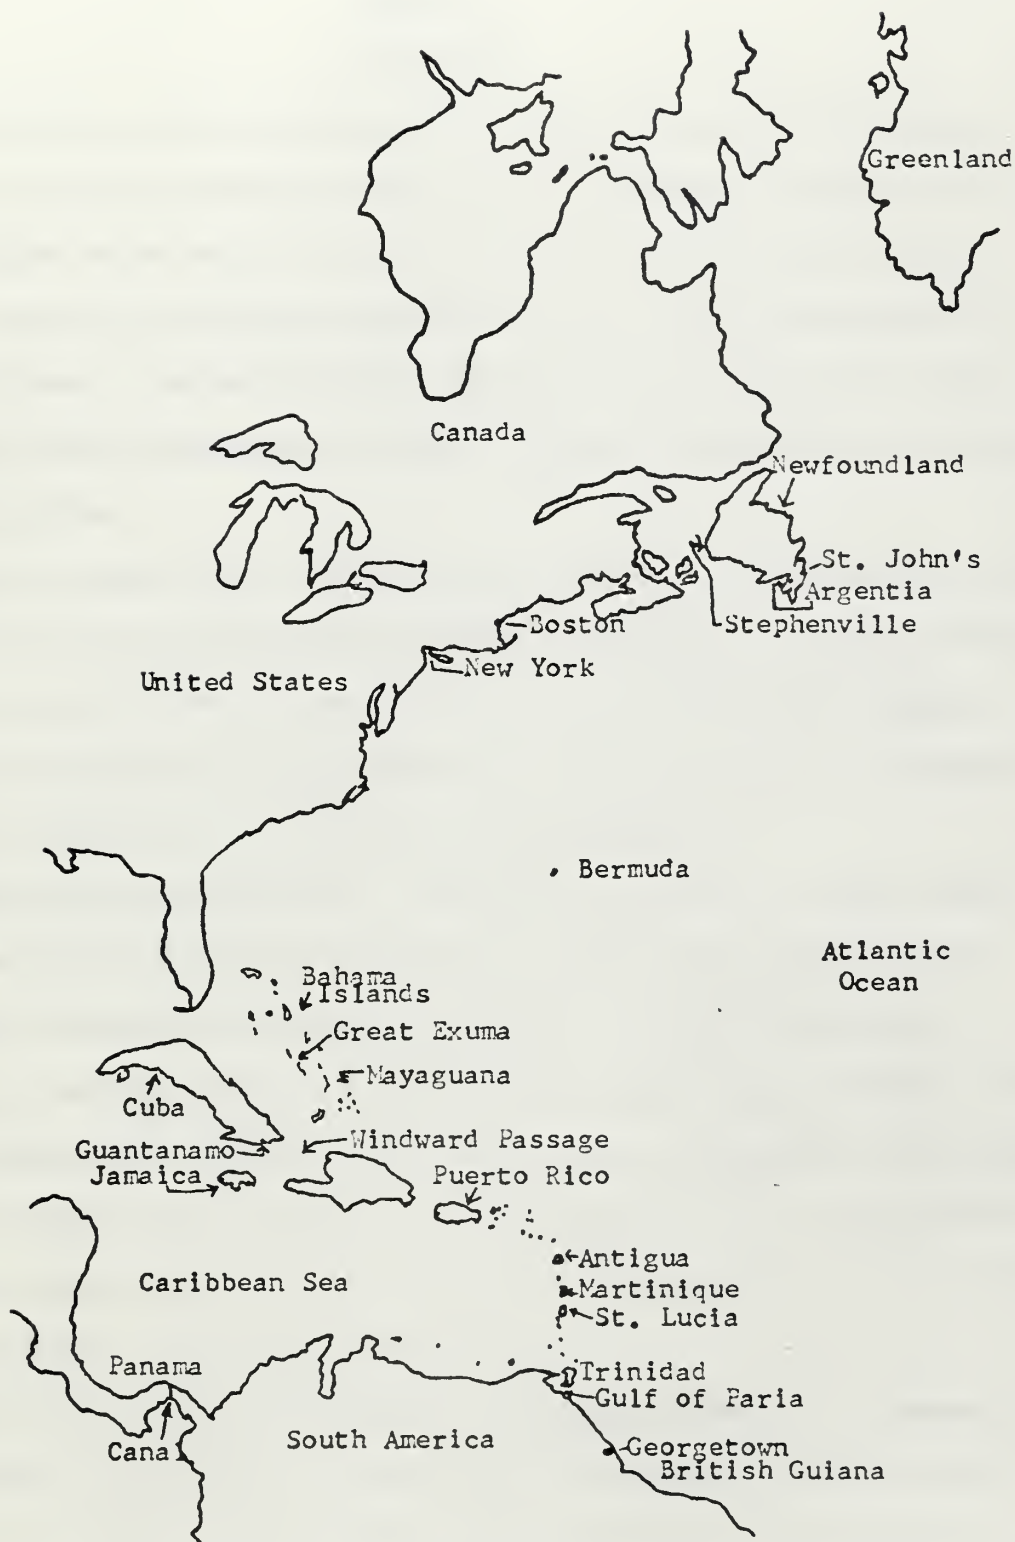 Greenland
Canada
Newfoundland
St. John's
Argentia
Boston
Stephenville
New York
United States
Bermuda
Atlantic
Ocean
Bahama
Islands
Great Exuma
Mayaguana
Cuba
Windward Passage
Guantanamo
Jamaica
Puerto Rico
Antigua
Caribbean Sea
Martinique
St. Lucia
Panama
Trinidad
Gulf of Paria
South America
Canal
Georgetown
British Guiana